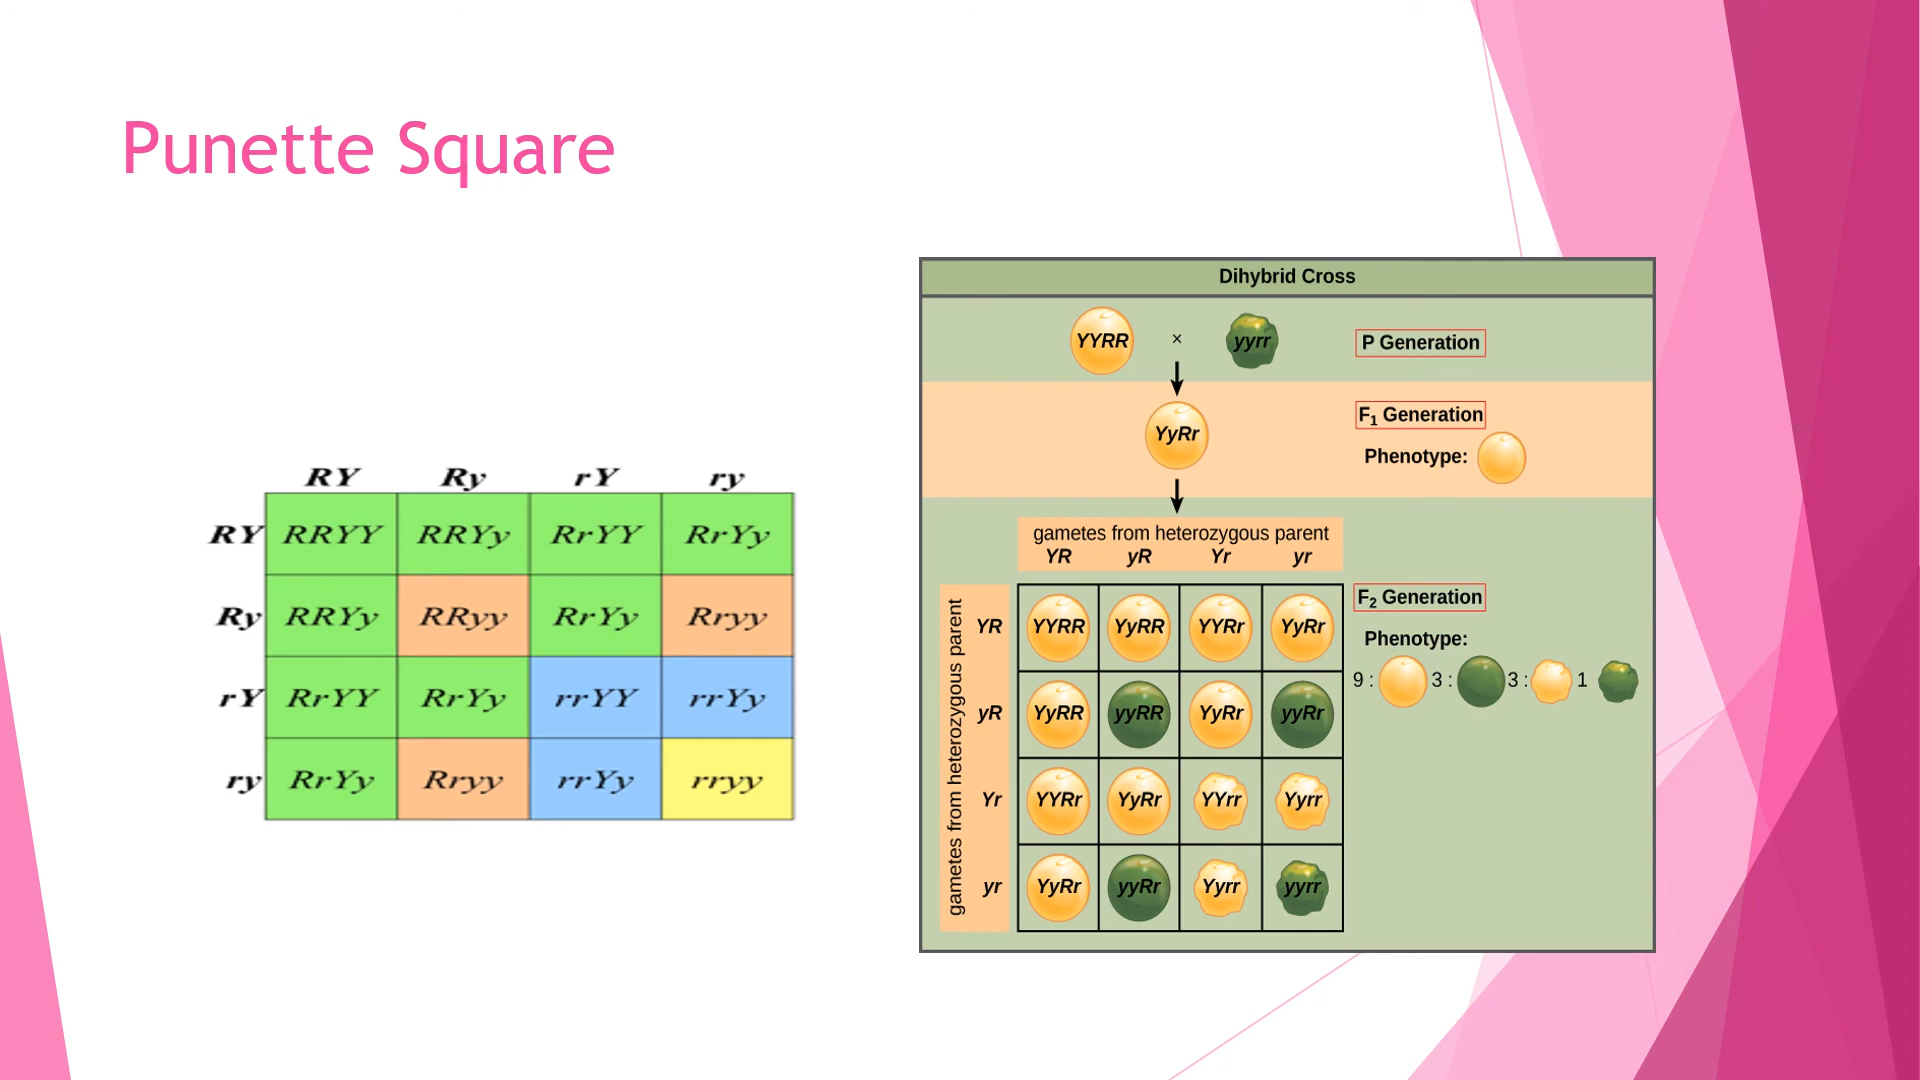 Punette Square
RY Ry rY ry
RY RRYY RRYy RrYY RrYy
Ry RRYy RRyy RrYy Rryy
rY RrYY RrYy rrYY rrYy
ry RrYy Rryy rrYy rryy
Dihybrid Cross
YYRR × yyrr P Generation
YyRr F1 Generation
Phenotype:
gametes from heterozygous parent
YR yR Yr yr
gametes from heterozygous parent
YR YYRR YyRR YYRr YyRr
yR YyRR yyRR YyRr yyRr
Yr YYRr YyRr YYrr Yyrr
yr YyRr yyRr Yyrr yyrr
F2 Generation
Phenotype:
9 : 3 : 3 : 1